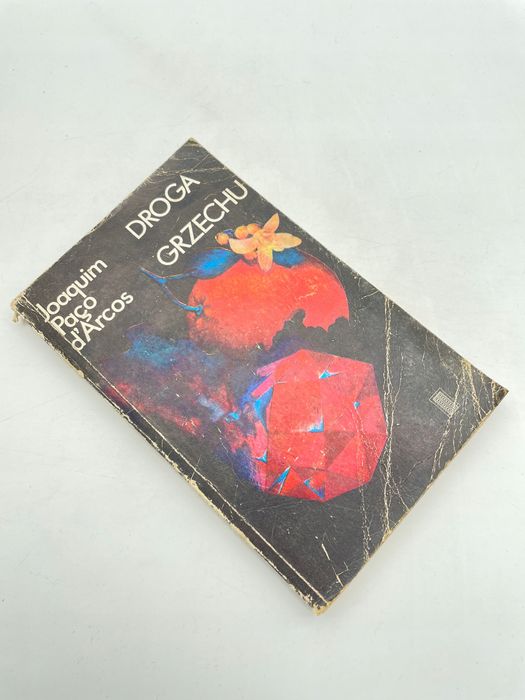 Joaquim
Paço
d'Arcos
DROGA
GRZECHU